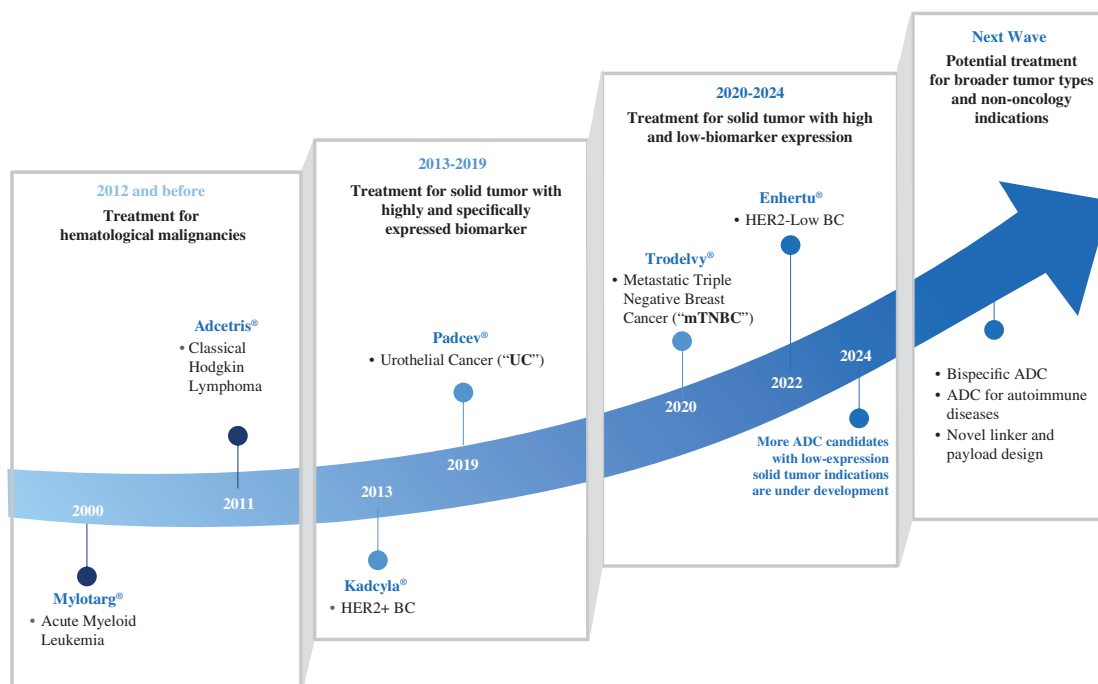 2012 and before
Treatment for
hematological malignancies
Adcetris®
• Classical
Hodgkin
Lymphoma
2000
2011
Mylotarg®
• Acute Myeloid
Leukemia
2013-2019
Treatment for solid tumor with
highly and specifically
expressed biomarker
Padcev®
• Urothelial Cancer (“UC”)
2013
2019
Kadcyla®
• HER2+ BC
2020-2024
Treatment for solid tumor with high
and low-biomarker expression
Enhertu®
• HER2-Low BC
Trodelvy®
• Metastatic Triple
Negative Breast
Cancer (“mTNBC”)
2020
2022
2024
More ADC candidates
with low-expression
solid tumor indications
are under development
Next Wave
Potential treatment
for broader tumor types
and non-oncology
indications
• Bispecific ADC
• ADC for autoimmune
diseases
• Novel linker and
payload design